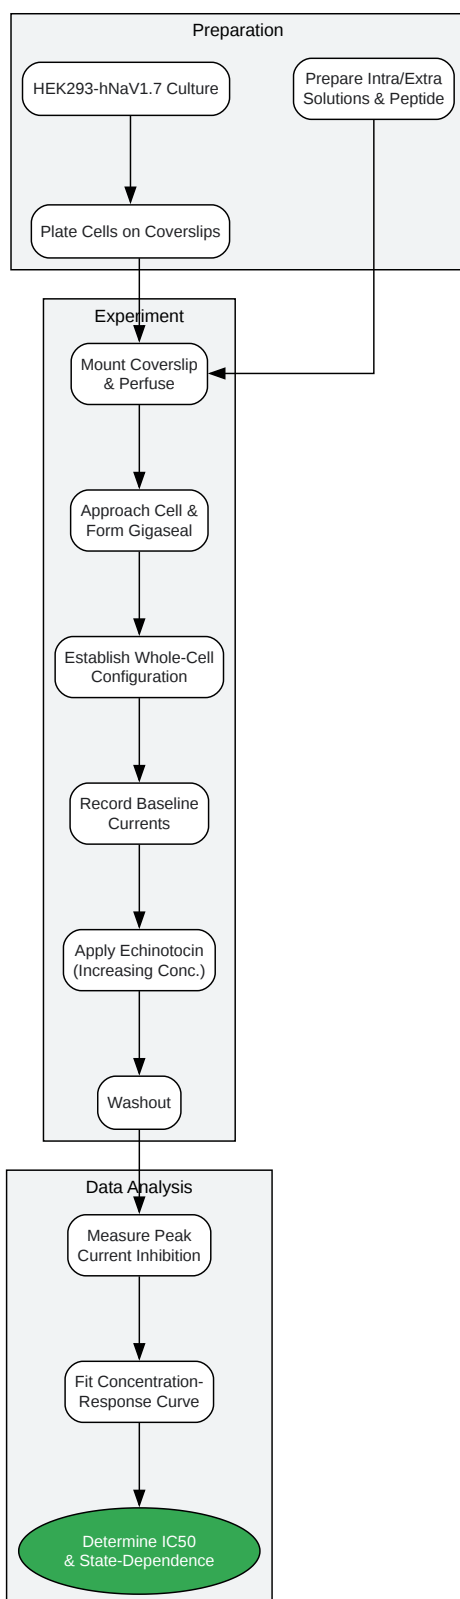 Preparation
HEK293-hNaV1.7 Culture
Prepare Intra/Extra
Solutions & Peptide
Plate Cells on Coverslips
Experiment
Mount Coverslip
& Perfuse
Approach Cell &
Form Gigaseal
Establish Whole-Cell
Configuration
Record Baseline
Currents
Apply Echinotocin
(Increasing Conc.)
Washout
Data Analysis
Measure Peak
Current Inhibition
Fit Concentration-
Response Curve
Determine IC50
& State-Dependence